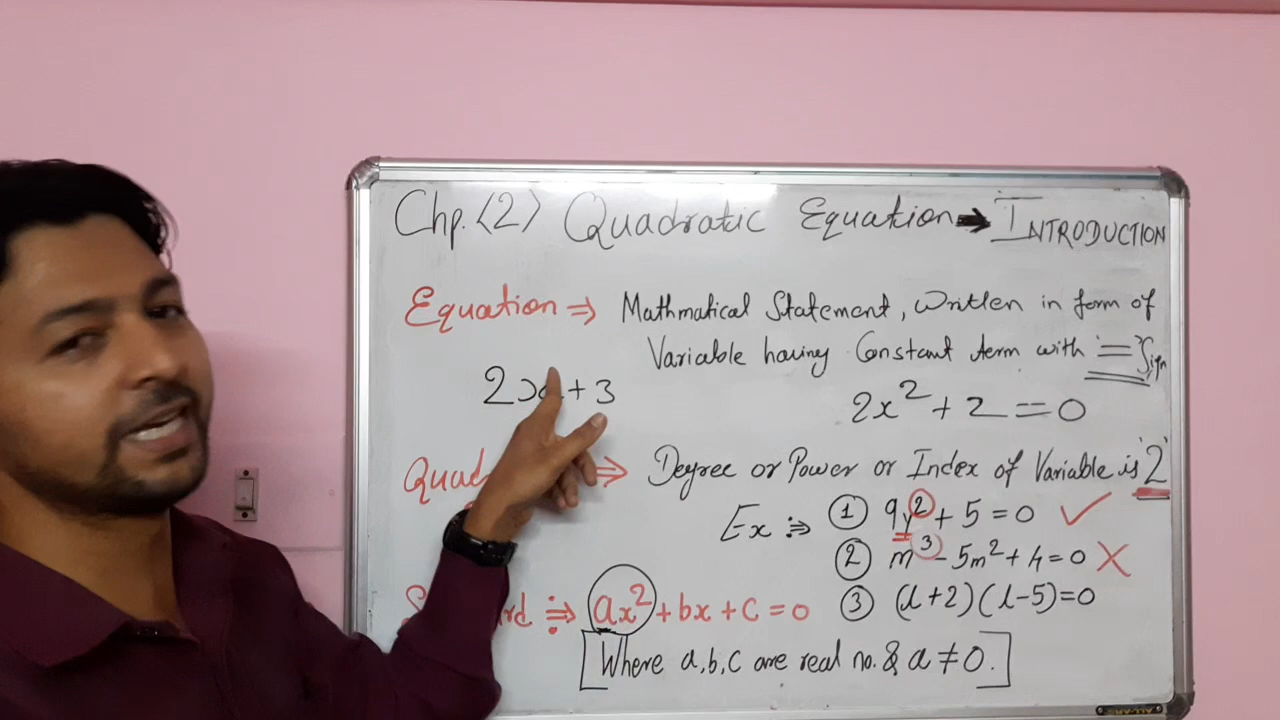 Chp.<2> Quadratic Equation → INTRODUCTION
Equation ⇒ Mathmatical Statement, Written in form of
Variable having Constant term with "=" Sign
2x + 3
2x² + 2 = 0
Quad ⇒ Degree or Power or Index of Variable is '2'
Ex ⇒ ① 9y² + 5 = 0 ✓
② m³ - 5m² + 4 = 0 ✗
③ (l+2)(l-5)=0
S rd ⇒ ax² + bx + c = 0
[Where a, b, c are real no. & a ≠ 0.]